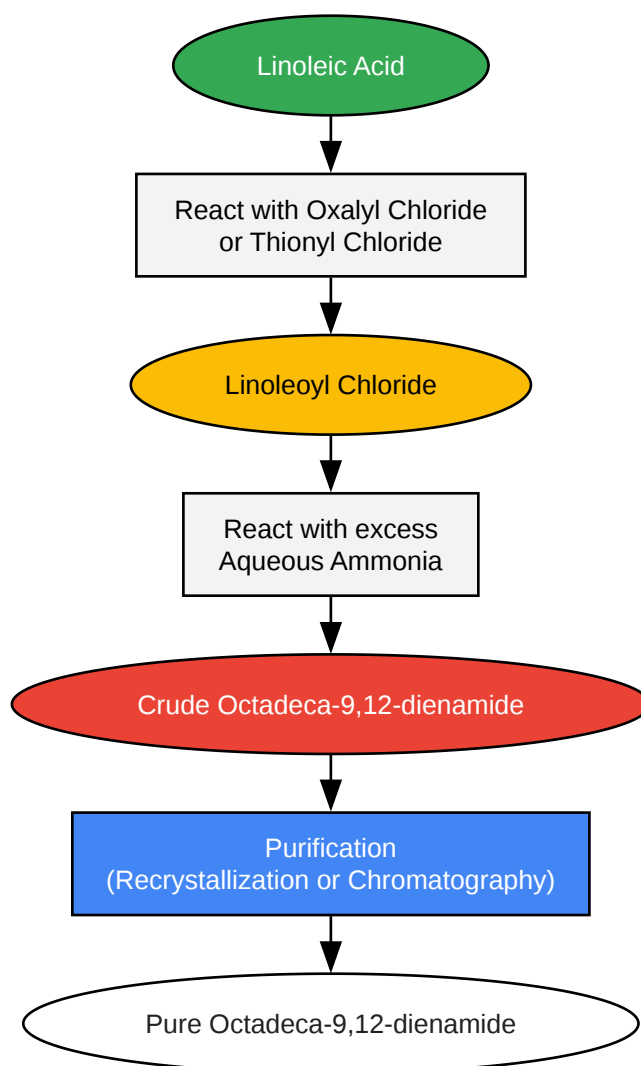 Linoleic Acid
React with Oxalyl Chloride
or Thionyl Chloride
Linoleoyl Chloride
React with excess
Aqueous Ammonia
Crude Octadeca-9,12-dienamide
Purification
(Recrystallization or Chromatography)
Pure Octadeca-9,12-dienamide